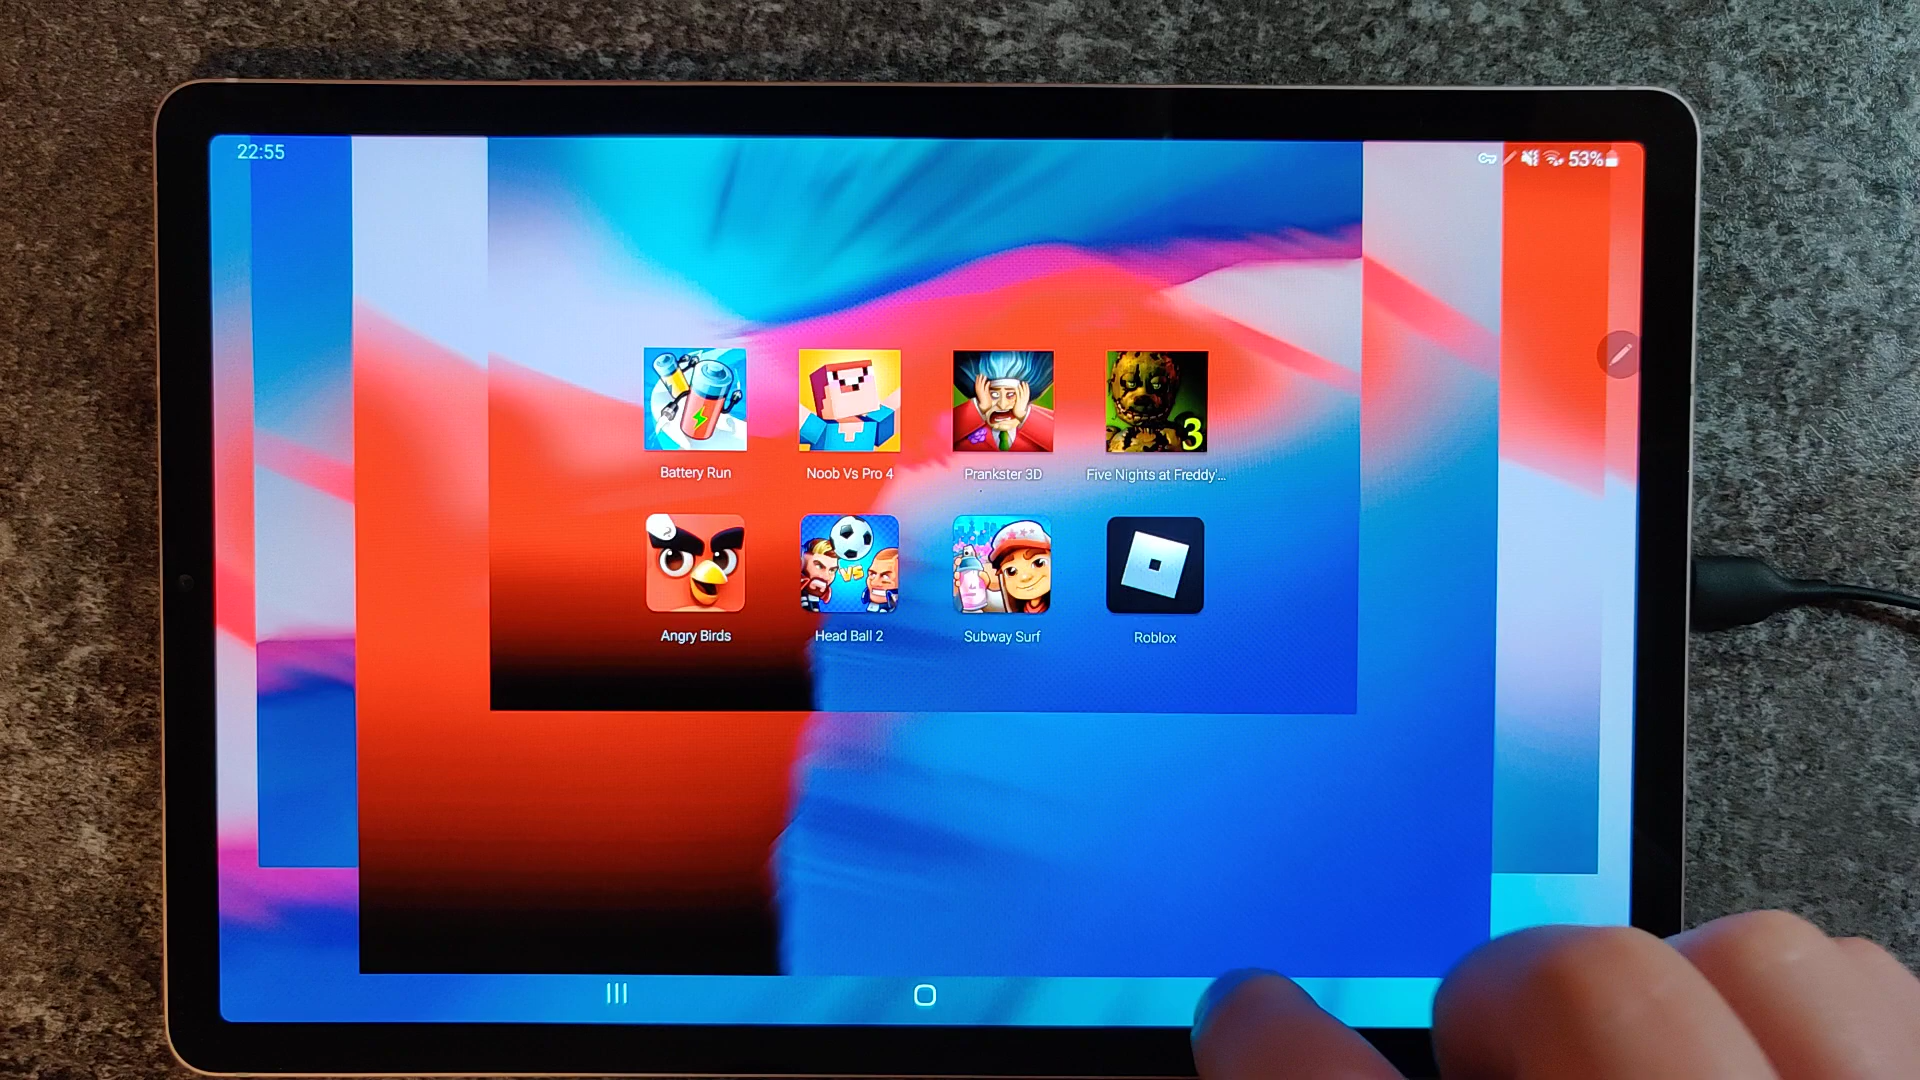 22:55
53%
3
Battery Run
Noob Vs Pro 4
Prankster 3D
Five Nights at Freddy'...
VS
Angry Birds
Head Ball 2
Subway Surf
Roblox